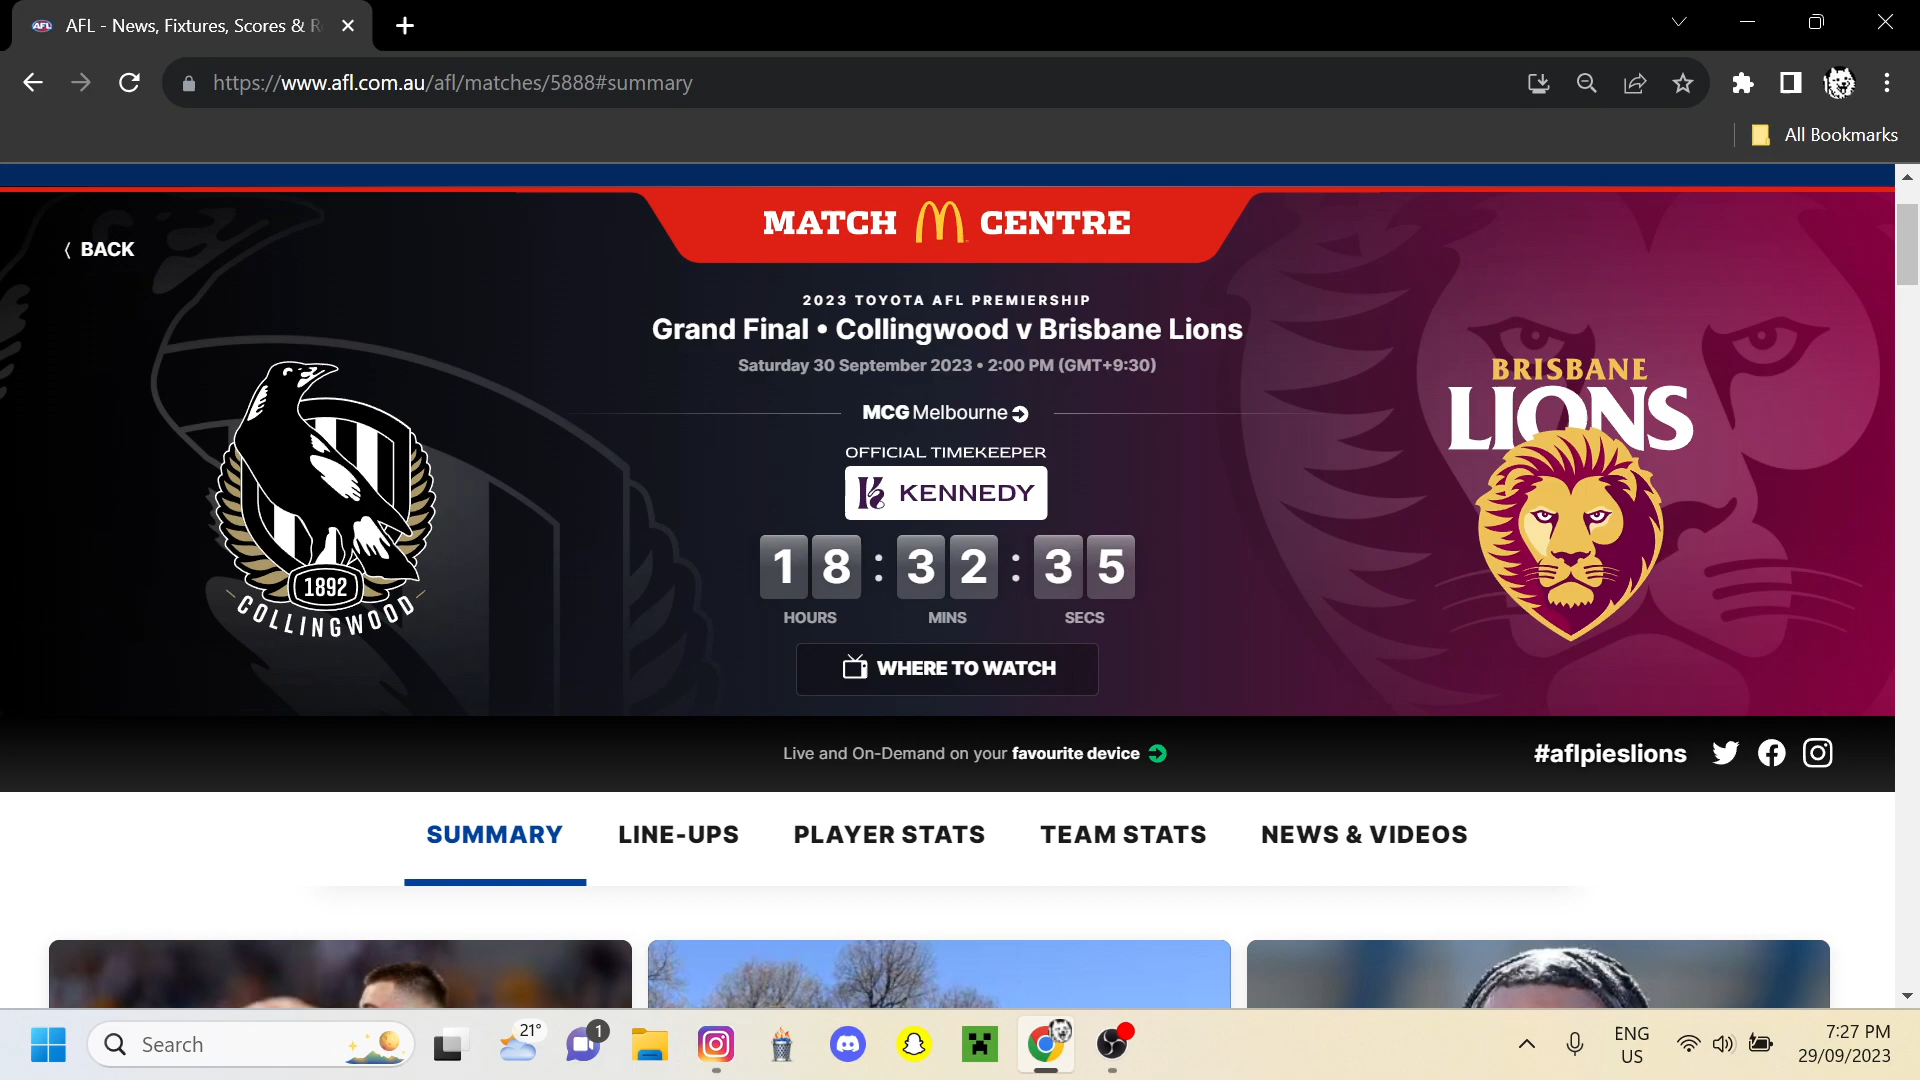 AFL - News, Fixtures, Scores & R
https://www.afl.com.au/afl/matches/5888#summary
All Bookmarks
MATCH CENTRE
BACK
2023 TOYOTA AFL PREMIERSHIP
Grand Final • Collingwood v Brisbane Lions
Saturday 30 September 2023 • 2:00 PM (GMT+9:30)
MCG Melbourne
OFFICIAL TIMEKEEPER
KENNEDY
18 : 32 : 35
HOURS MINS SECS
WHERE TO WATCH
1892
COLLINGWOOD
BRISBANE
LIONS
Live and On-Demand on your favourite device
#aflpieslions
SUMMARY LINE-UPS PLAYER STATS TEAM STATS NEWS & VIDEOS
Search
21°
1
ENG
US
7:27 PM
29/09/2023